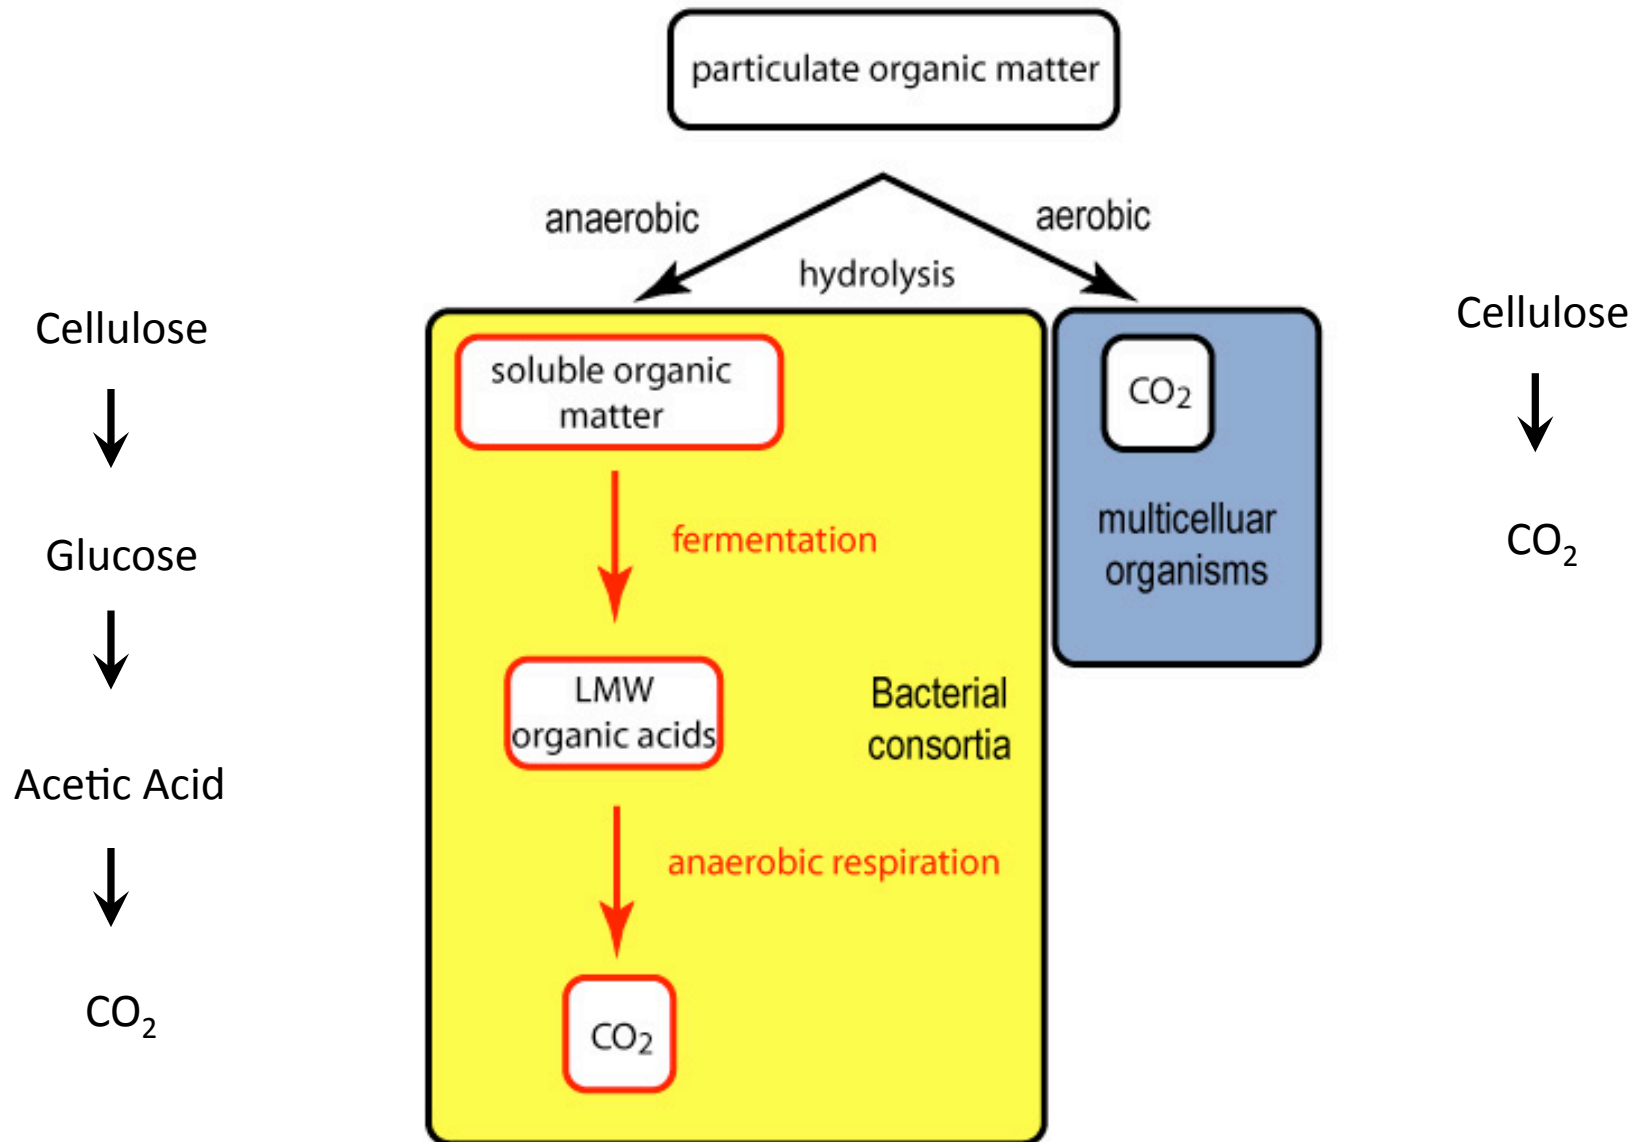 particulate organic matter
anaerobic
aerobic
hydrolysis
Cellulose
Glucose
Acetic Acid
CO₂
soluble organic
matter
fermentation
LMW
organic acids
Bacterial
consortia
anaerobic respiration
CO₂
CO₂
multicelluar
organisms
Cellulose
CO₂